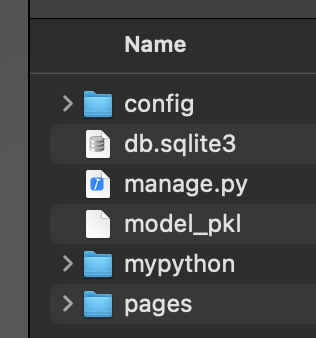 Name
config
db.sqlite3
manage.py
model_pkl
mypython
pages